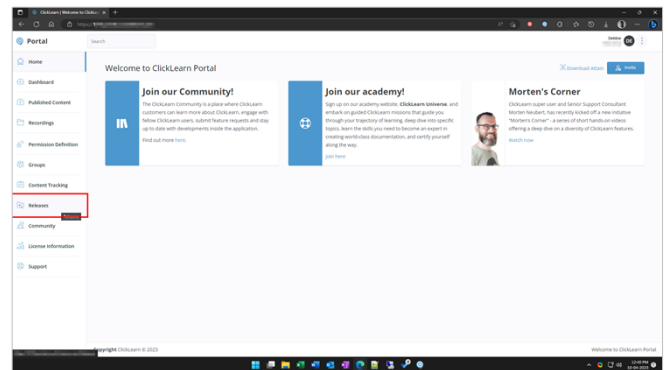 ClickLearn | Welcome to ClickLe
Portal
Search
Debbie
DE
Home
Dashboard
Published Content
Recordings
Permission Definition
Groups
Content Tracking
Releases
Community
License Information
Support
Welcome to ClickLearn Portal
Download Attain
Invite
Join our Community!
The ClickLearn Community is a place where ClickLearn
customers can learn more about ClickLearn, engage with
fellow ClickLearn users, submit feature requests and stay
up to date with developments inside the application.
Find out more here.
Join our academy!
Sign up on our academy website, ClickLearn Universe, and
embark on guided ClickLearn missions that guide you
through your trajectory of learning, deep dive into specific
topics, learn the skills you need to become an expert in
creating world-class documentation, and certify yourself
along the way.
Join here
Morten's Corner
ClickLearn super user and Senior Support Consultant
Morten Neubert, has recently kicked off a new initiative
"Morten's Corner" - a series of short hands-on videos
offering a deep dive on a diversity of ClickLearn features.
Watch now
Copyright ClickLearn © 2023
Welcome to ClickLearn Portal
12:40 PM